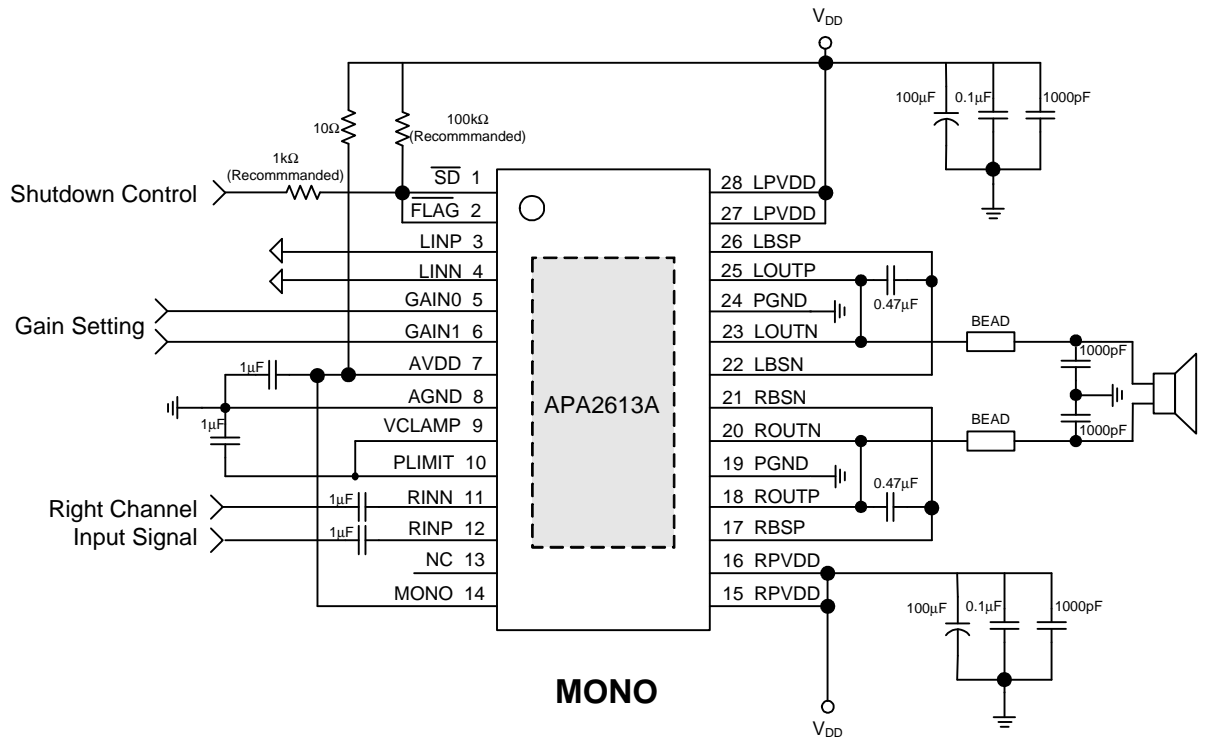 V_DD
100µF 0.1µF 1000pF
10Ω
100kΩ
(Recommmanded)
1kΩ
(Recommmanded)
Shutdown Control
SD 1
FLAG 2
LINP 3
LINN 4
GAIN0 5
Gain Setting
GAIN1 6
1µF
AVDD 7
AGND 8
1µF
VCLAMP 9
PLIMIT 10
Right Channel
Input Signal
1µF
RINN 11
1µF
RINP 12
NC 13
MONO 14
APA2613A
28 LPVDD
27 LPVDD
26 LBSP
25 LOUTP
0.47µF
24 PGND
23 LOUTN
BEAD
22 LBSN
1000pF
21 RBSN
BEAD
20 ROUTN
1000pF
19 PGND
0.47µF
18 ROUTP
17 RBSP
16 RPVDD
15 RPVDD
100µF 0.1µF 1000pF
V_DD
MONO